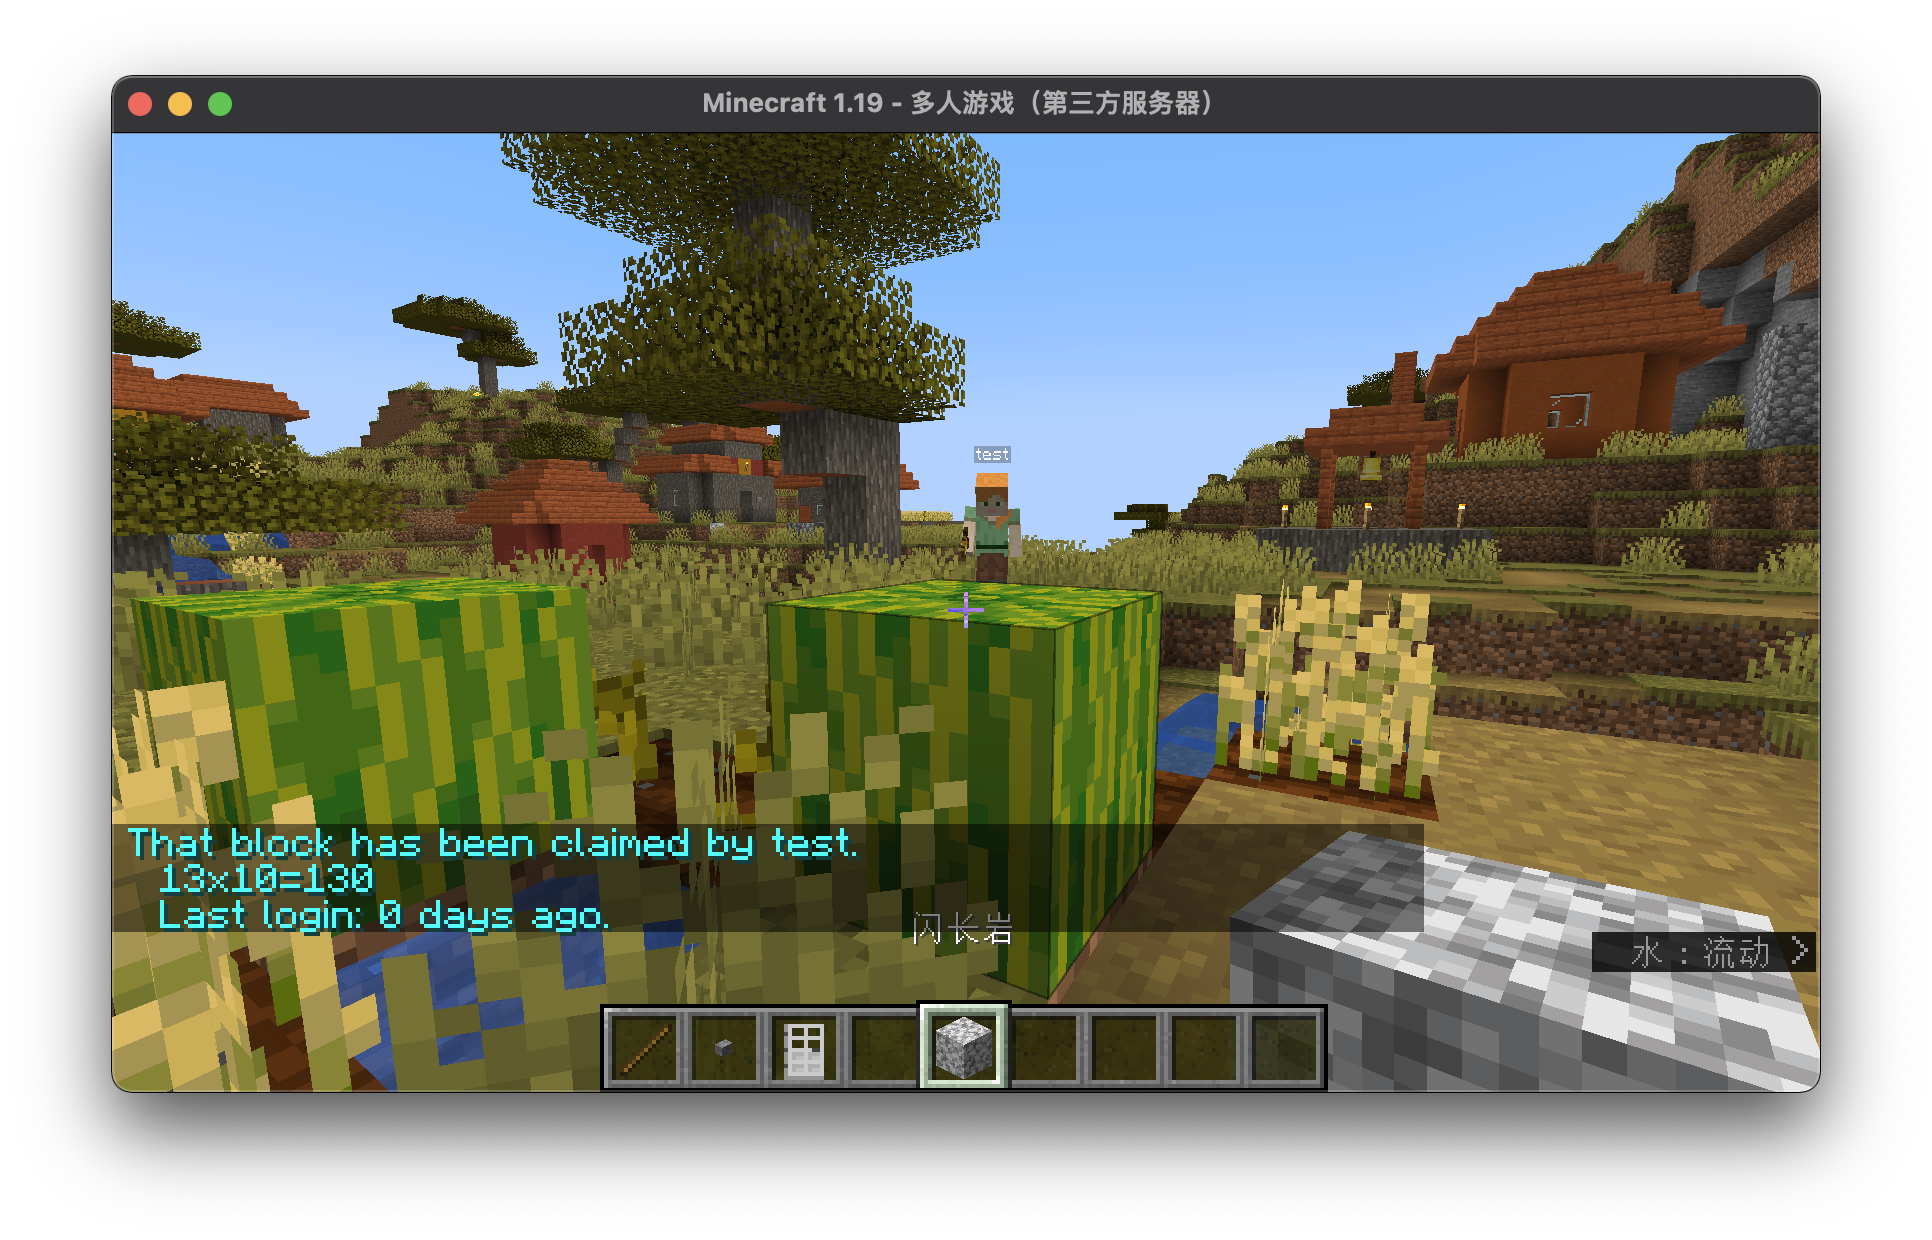 Minecraft 1.19 - 多人游戏（第三方服务器）
test
That block has been claimed by test.
13x10=130
Last login: 0 days ago.
闪长岩
水：流动 >